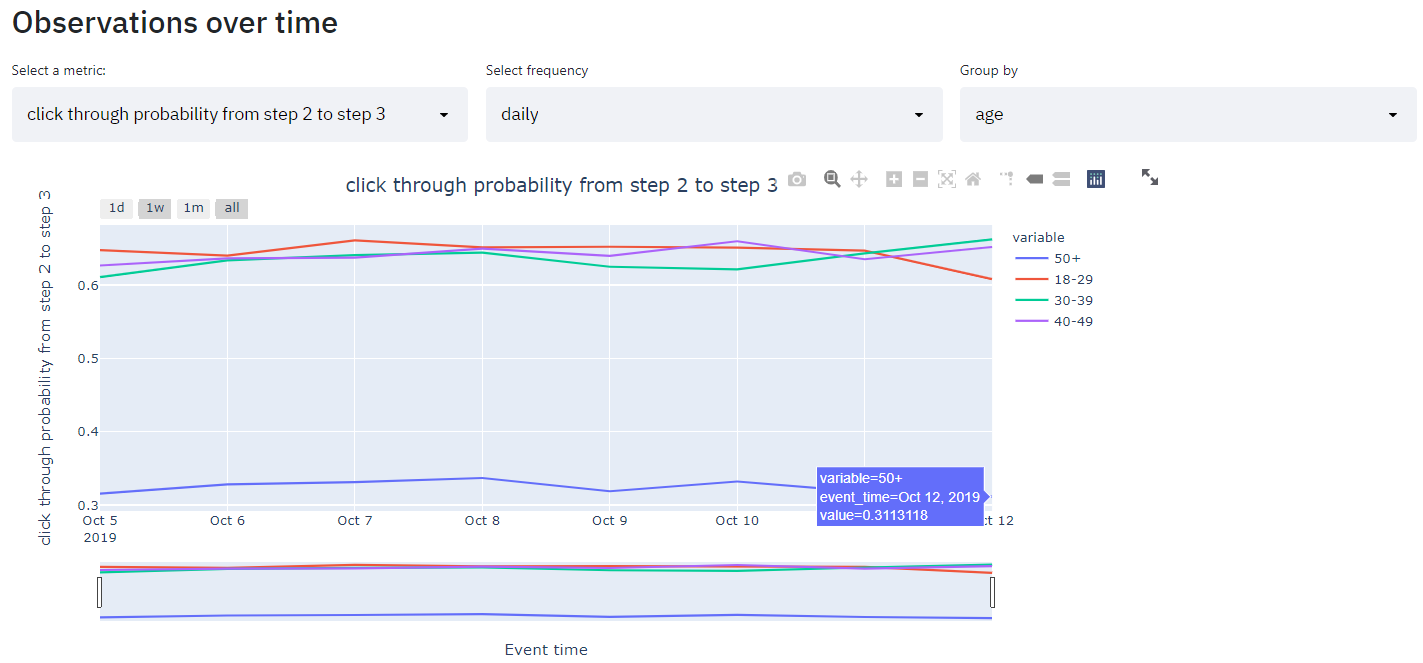 Observations over time
Select a metric:
Select frequency
Group by
click through probability from step 2 to step 3
daily
age
click through probability from step 2 to step 3
1d
1w
1m
all
click through probability from step 2 to step 3
0.6
0.5
0.4
0.3
variable
50+
18-29
30-39
40-49
variable=50+
event_time=Oct 12, 2019
value=0.3113118
Oct 5
2019
Oct 6
Oct 7
Oct 8
Oct 9
Oct 10
ct 12
Event time